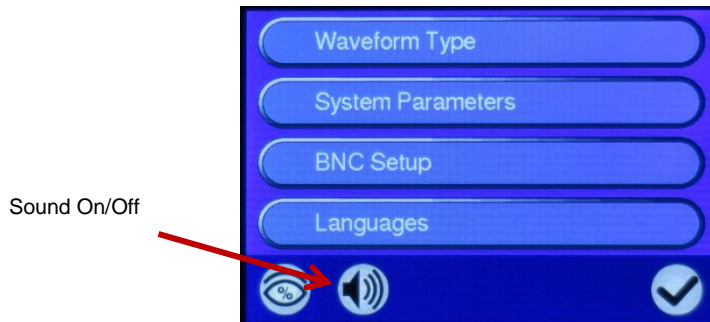 Waveform Type
System Parameters
BNC Setup
Languages
Sound On/Off
%